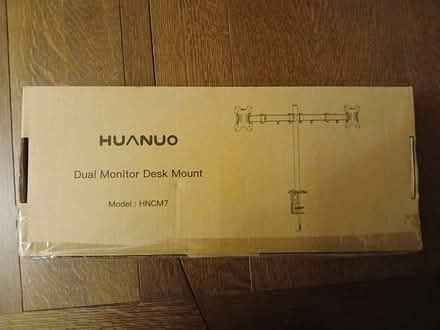 HUANUO
Dual Monitor Desk Mount
Model : HNCM7